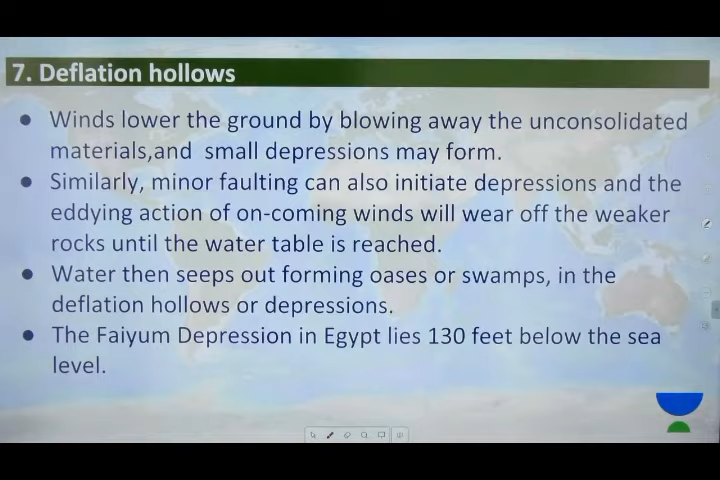 7. Deflation hollows
● Winds lower the ground by blowing away the unconsolidated
materials,and small depressions may form.
● Similarly, minor faulting can also initiate depressions and the
eddying action of on-coming winds will wear off the weaker
rocks until the water table is reached.
● Water then seeps out forming oases or swamps, in the
deflation hollows or depressions.
● The Faiyum Depression in Egypt lies 130 feet below the sea
level.